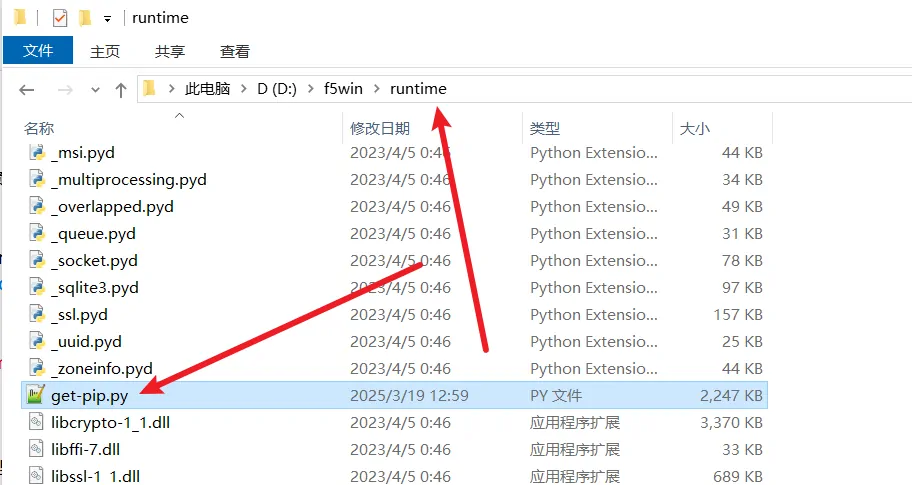 runtime
文件 主页 共享 查看
此电脑 D (D:) f5win runtime
名称 修改日期 类型 大小
_msi.pyd 2023/4/5 0:46 Python Extensio... 44 KB
_multiprocessing.pyd 2023/4/5 0:46 Python Extensio... 34 KB
_overlapped.pyd 2023/4/5 0:46 Python Extensio... 49 KB
_queue.pyd 2023/4/5 0:46 Python Extensio... 31 KB
_socket.pyd 2023/4/5 0:46 Python Extensio... 78 KB
_sqlite3.pyd 2023/4/5 0:46 Python Extensio... 97 KB
_ssl.pyd 2023/4/5 0:46 Python Extensio... 157 KB
_uuid.pyd 2023/4/5 0:46 Python Extensio... 25 KB
_zoneinfo.pyd 2023/4/5 0:46 Python Extensio... 44 KB
get-pip.py 2025/3/19 12:59 PY 文件 2,247 KB
libcrypto-1_1.dll 2023/4/5 0:46 应用程序扩展 3,370 KB
libffi-7.dll 2023/4/5 0:46 应用程序扩展 33 KB
libssl-1_1.dll 2023/4/5 0:46 应用程序扩展 689 KB